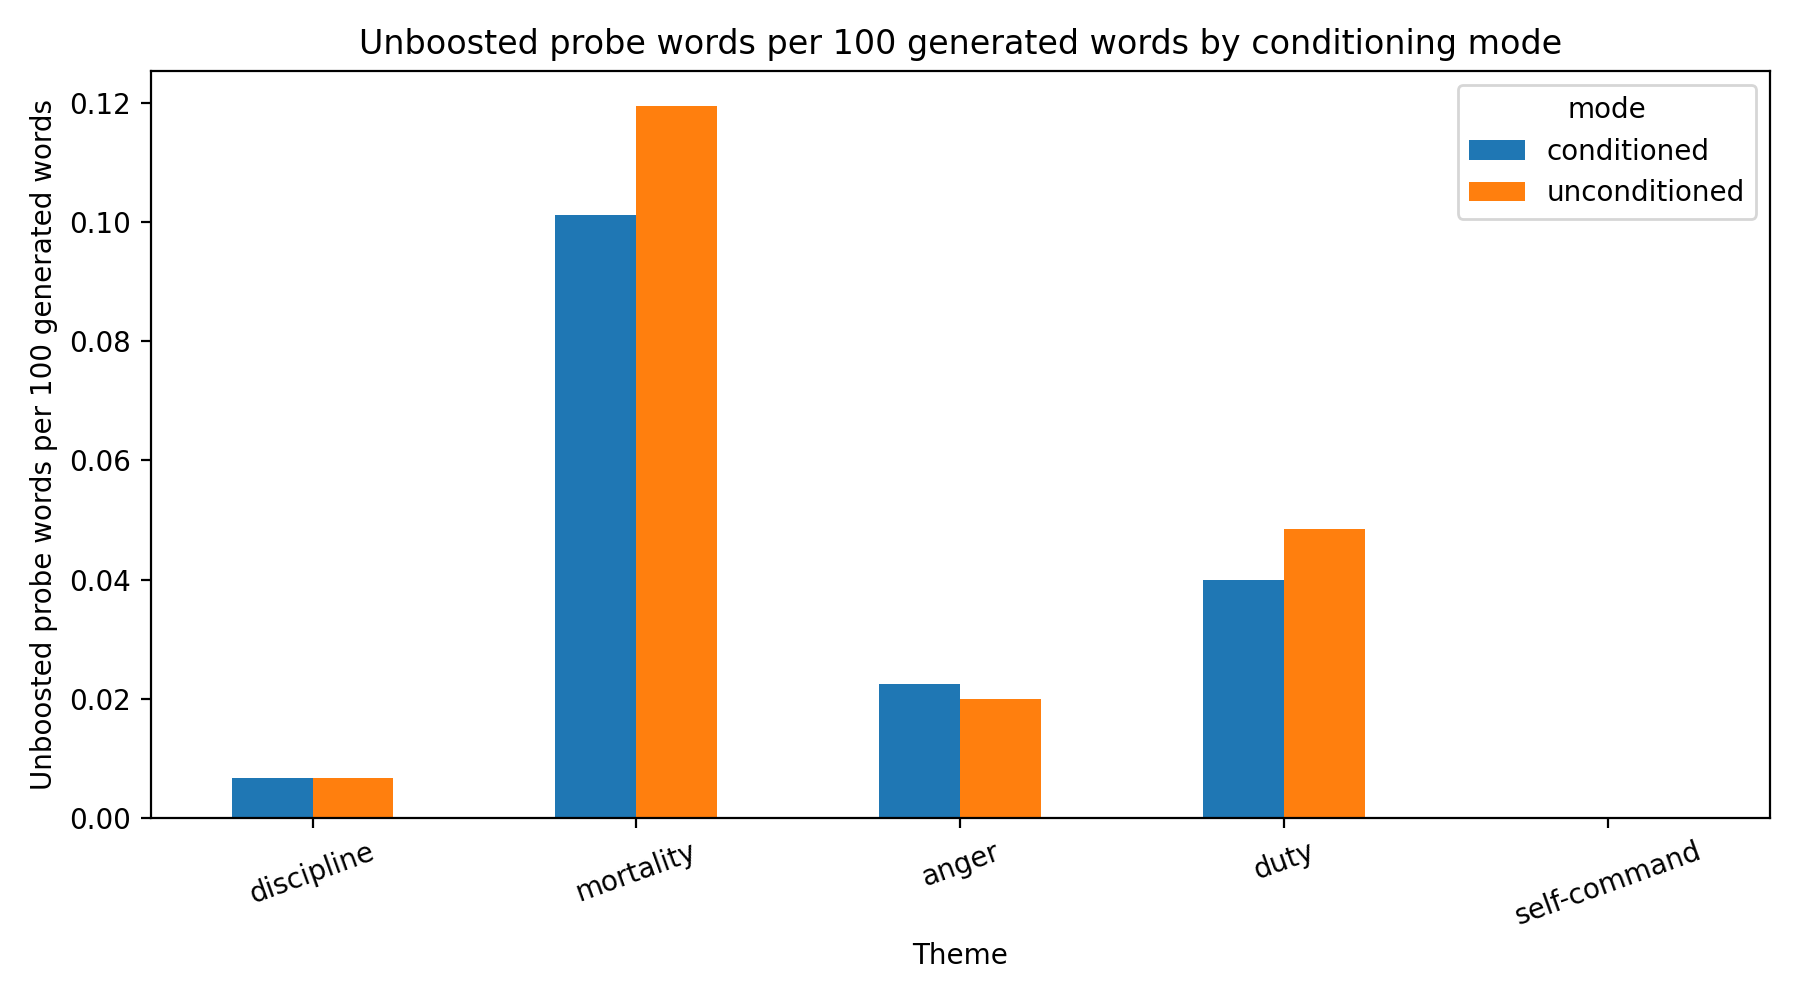 Unboosted probe words per 100 generated words by conditioning mode
Unboosted probe words per 100 generated words
0.12
0.10
0.08
0.06
0.04
0.02
0.00
mode
conditioned
unconditioned
discipline
mortality
anger
duty
self-command
Theme